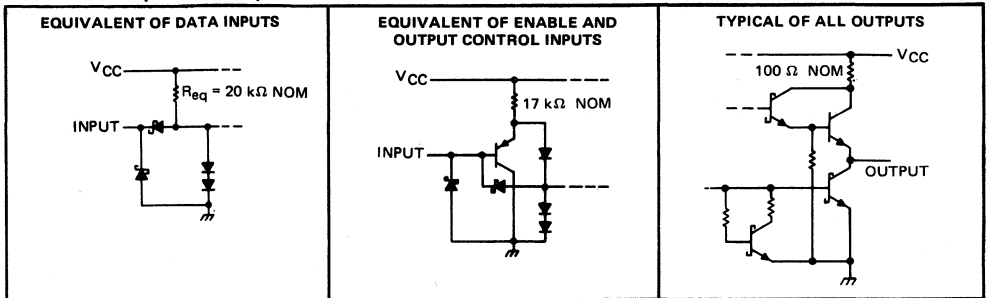 EQUIVALENT OF DATA INPUTS
VCC
Req = 20 kΩ NOM
INPUT
EQUIVALENT OF ENABLE AND
OUTPUT CONTROL INPUTS
VCC
17 kΩ NOM
INPUT
TYPICAL OF ALL OUTPUTS
VCC
100 Ω NOM
OUTPUT